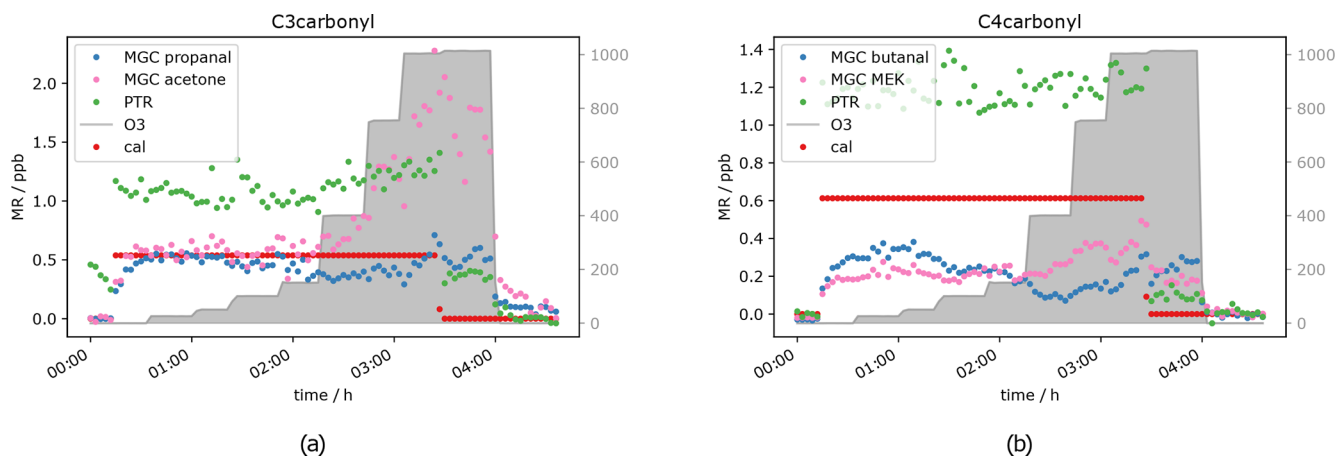 C3carbonyl
MGC propanal
MGC acetone
PTR
O3
cal
MR / ppb
2.0
1.5
1.0
0.5
0.0
1000
800
600
400
200
0
00:00
01:00
02:00
03:00
04:00
time / h
(a)
C4carbonyl
MGC butanal
MGC MEK
PTR
O3
cal
MR / ppb
1.4
1.2
1.0
0.8
0.6
0.4
0.2
0.0
1000
800
600
400
200
0
00:00
01:00
02:00
03:00
04:00
time / h
(b)